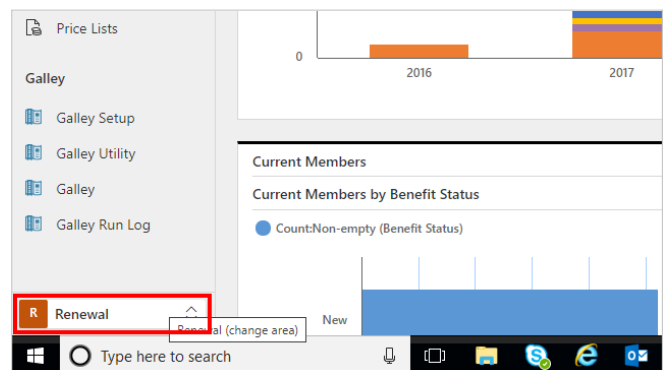 Price Lists
Galley
Galley Setup
Galley Utility
Galley
Galley Run Log
R Renewal
Renewal (change area)
0
2016 2017
Current Members
Current Members by Benefit Status
Count:Non-empty (Benefit Status)
New
Type here to search